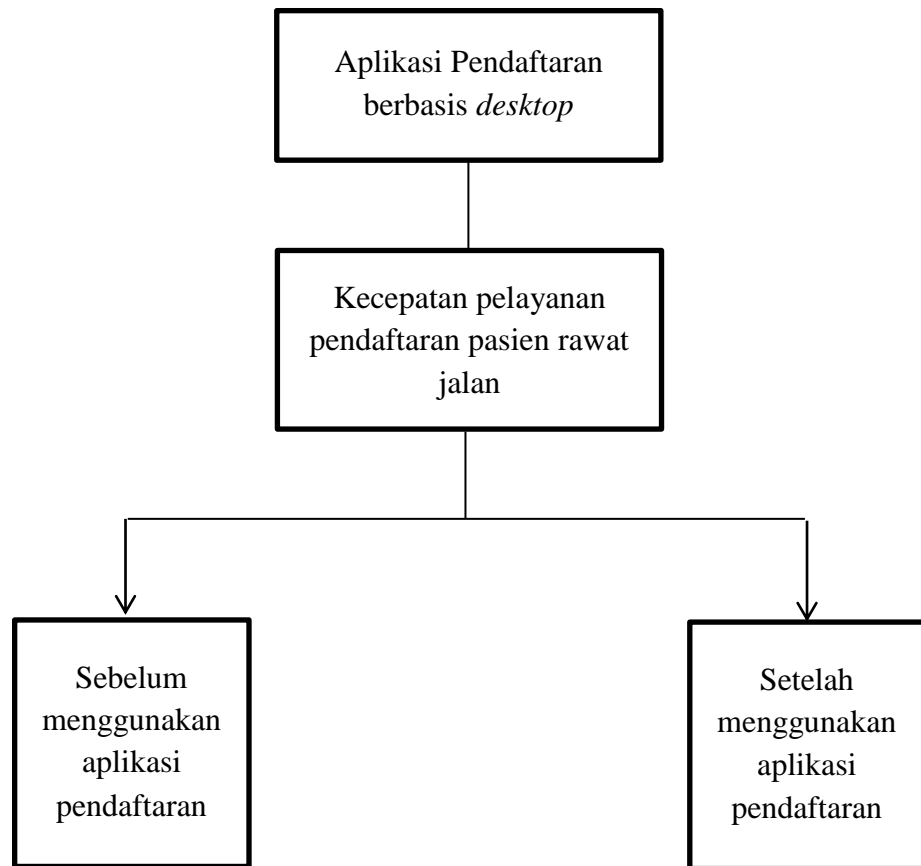 Aplikasi Pendaftaran
berbasis desktop
Kecepatan pelayanan
pendaftaran pasien rawat
jalan
Sebelum
menggunakan
aplikasi
pendaftaran
Setelah
menggunakan
aplikasi
pendaftaran